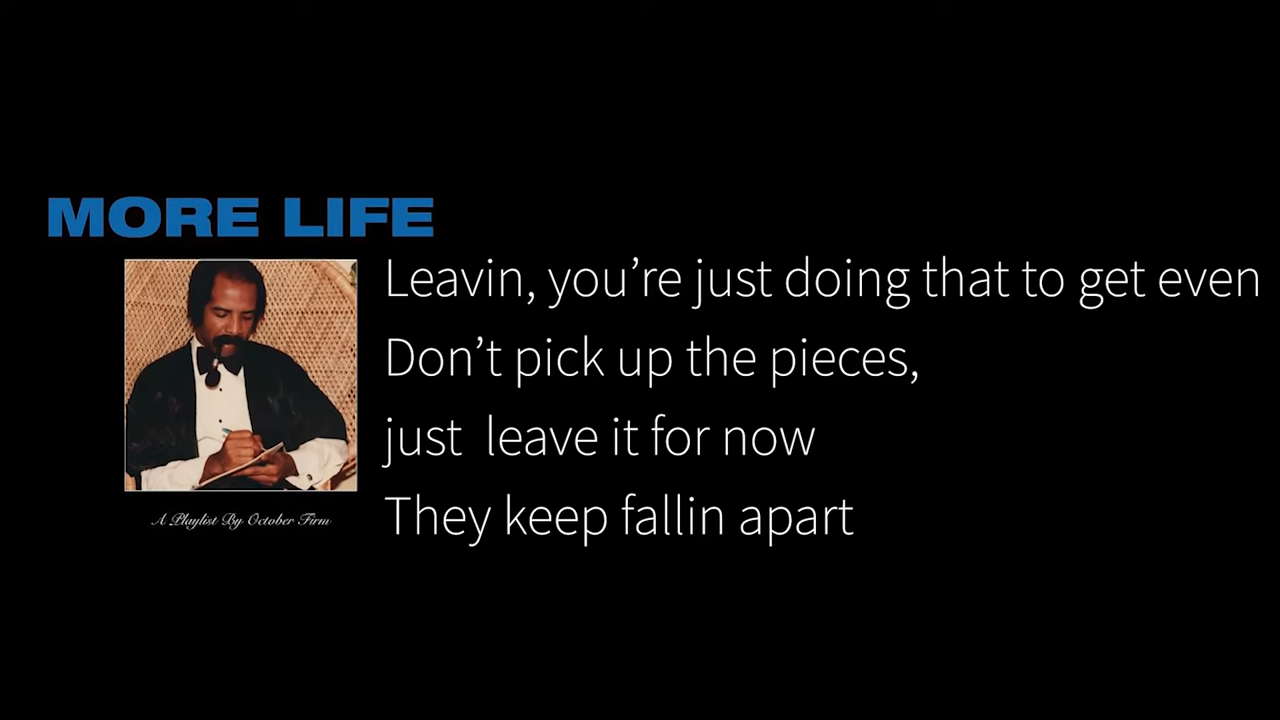 MORE LIFE
Leavin, you’re just doing that to get even
Don’t pick up the pieces,
just  leave it for now
They keep fallin apart
A Playlist By October Firm